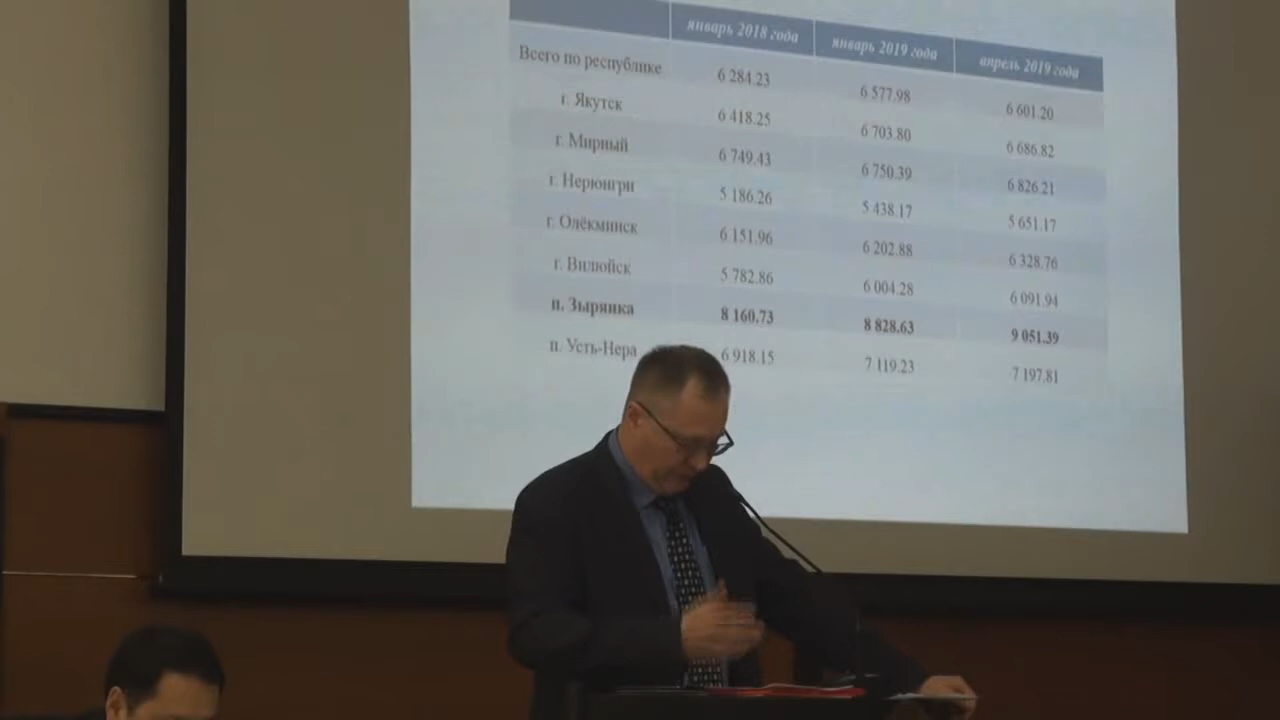 январь 2018 года январь 2019 года апрель 2019 года
Всего по республике 6 284.23 6 577.98 6 601.20
г. Якутск 6 418.25 6 703.80 6 686.82
г. Мирный 6 749.43 6 750.39 6 826.21
г. Нерюнгри 5 186.26 5 438.17 5 651.17
г. Олёкминск 6 151.96 6 202.88 6 328.76
г. Вилюйск 5 782.86 6 004.28 6 091.94
п. Зырянка 8 160.73 8 828.63 9 051.39
п. Усть-Нера 6 918.15 7 119.23 7 197.81